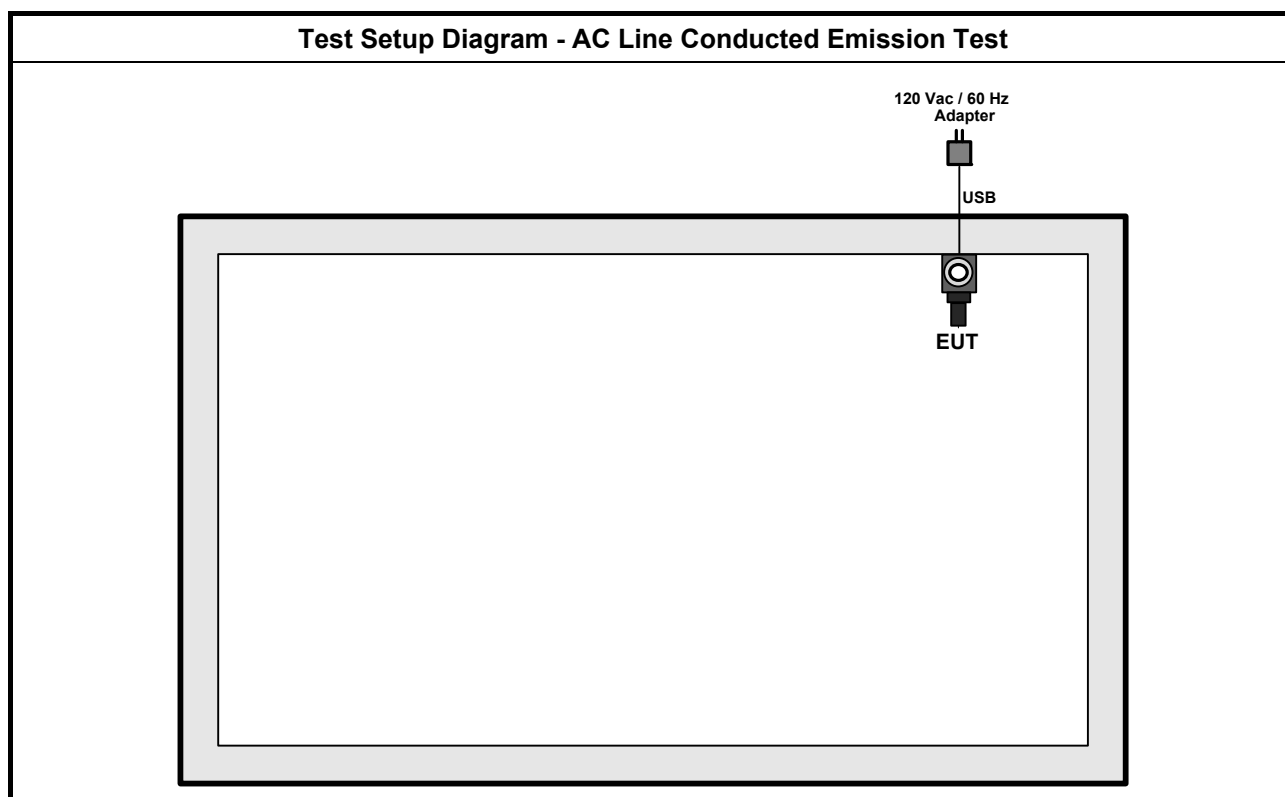 Test Setup Diagram - AC Line Conducted Emission Test
120 Vac / 60 Hz
Adapter
USB
EUT